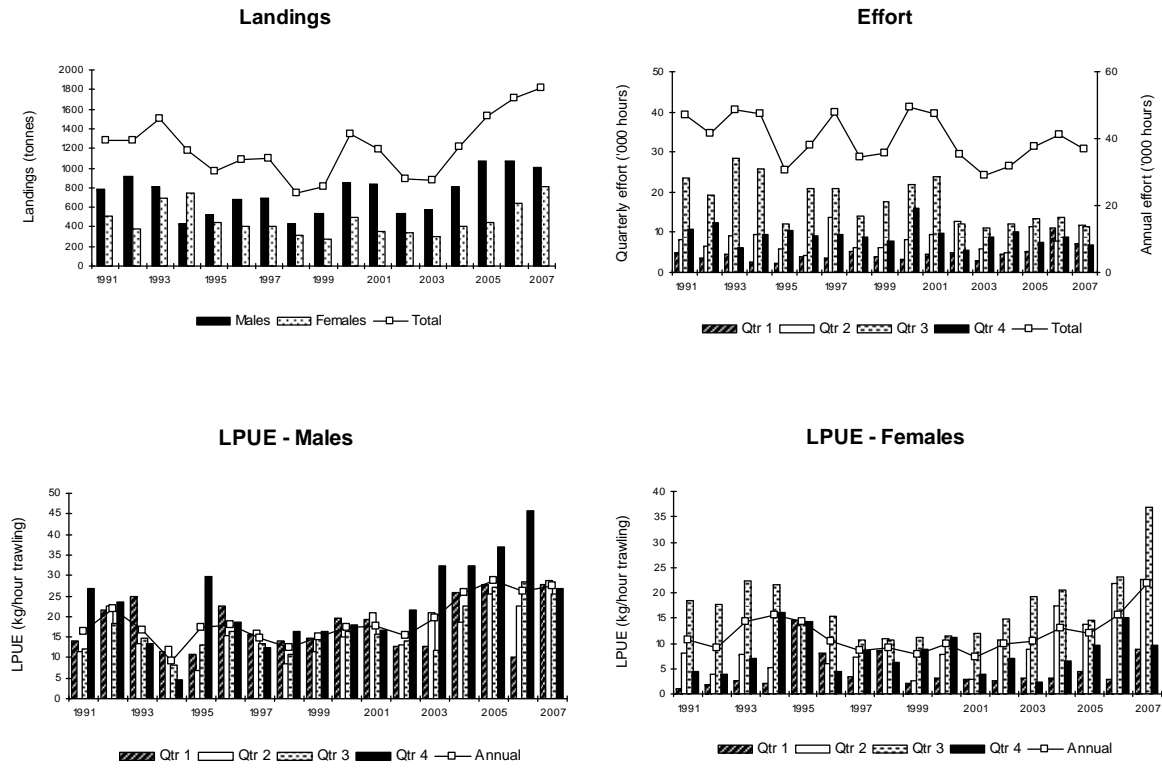 Landings
Landings (tonnes)
2000
1800
1600
1400
1200
1000
800
600
400
200
0
1991 1993 1995 1997 1999 2001 2003 2005 2007
Males Females Total
Effort
Quarterly effort ('000 hours)
50
40
30
20
10
0
60
40
20
0
Annual effort ('000 hours)
1991 1993 1995 1997 1999 2001 2003 2005 2007
Qtr 1 Qtr 2 Qtr 3 Qtr 4 Total
LPUE - Males
LPUE (kg/hour trawling)
50
45
40
35
30
25
20
15
10
5
0
1991 1993 1995 1997 1999 2001 2003 2005 2007
Qtr 1 Qtr 2 Qtr 3 Qtr 4 Annual
LPUE - Females
LPUE (kg/hour trawling)
40
35
30
25
20
15
10
5
0
1991 1993 1995 1997 1999 2001 2003 2005 2007
Qtr 1 Qtr 2 Qtr 3 Qtr 4 Annual